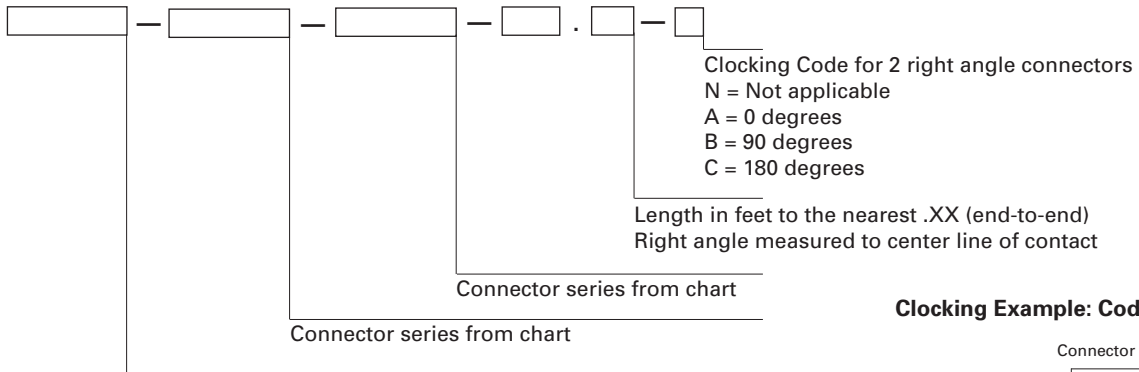 — — — . —
Clocking Code for 2 right angle connectors
N = Not applicable
A = 0 degrees
B = 90 degrees
C = 180 degrees
Length in feet to the nearest .XX (end-to-end)
Right angle measured to center line of contact
Connector series from chart
Connector series from chart
Clocking Example: Cod
Connector